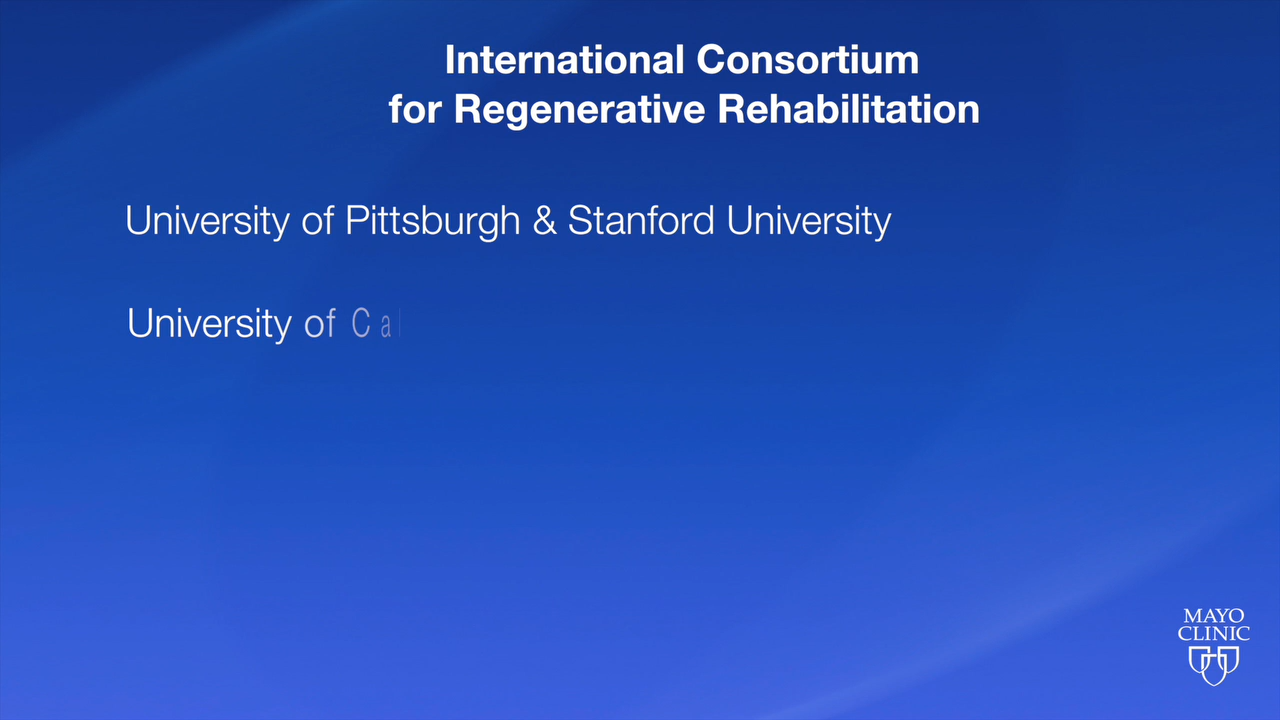 International Consortium
for Regenerative Rehabilitation
University of Pittsburgh & Stanford University
University of
MAYO
CLINIC